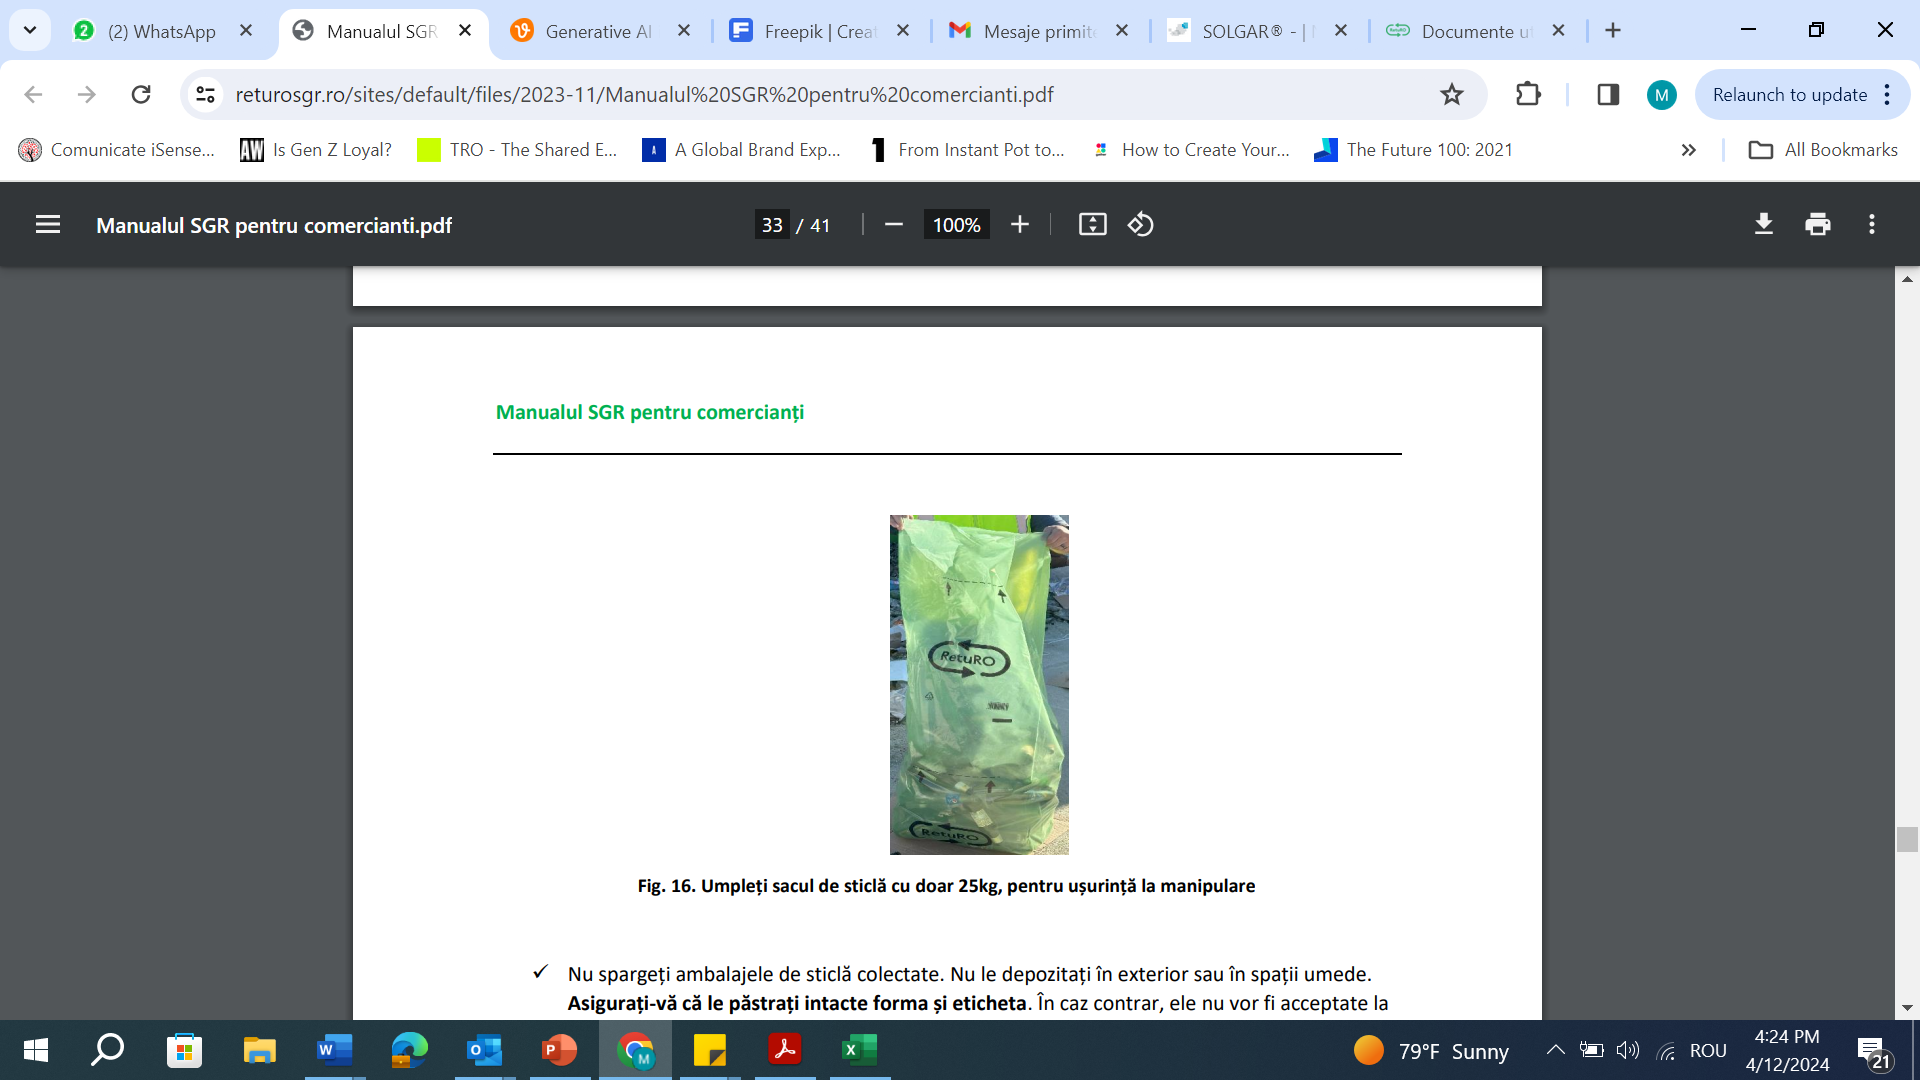 (2) WhatsApp
Manualul SGR
Generative AI
Freepik | Creat
Mesaje primite
SOLGAR® - |
Documente u
returosgr.ro/sites/default/files/2023-11/Manualul%20SGR%20pentru%20comercianti.pdf
M
Relaunch to update
Comunicate iSense...
AW
Is Gen Z Loyal?
TRO - The Shared E...
A Global Brand Exp...
From Instant Pot to...
How to Create Your...
The Future 100: 2021
All Bookmarks
Manualul SGR pentru comercianti.pdf
33 / 41
100%
Manualul SGR pentru comercianți
RetuRO
RetuRO
Fig. 16. Umpleți sacul de sticlă cu doar 25kg, pentru ușurință la manipulare
✓ Nu spargeți ambalajele de sticlă colectate. Nu le depozitați în exterior sau în spații umede.
Asigurați-vă că le păstrați intacte forma și eticheta. În caz contrar, ele nu vor fi acceptate la
79°F Sunny
ROU
4:24 PM
4/12/2024
21